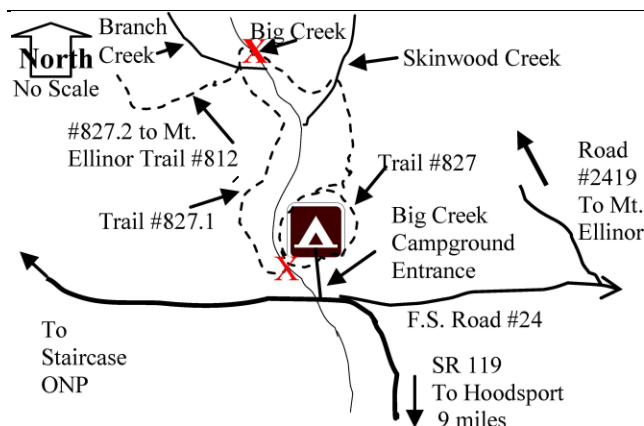 Branch
Creek
Big Creek
North
No Scale
Skinwood Creek
#827.2 to Mt.
Ellinor Trail #812
Trail #827
Road
#2419
To Mt.
Ellinor
Trail #827.1
Big Creek
Campground
Entrance
To
Staircase
ONP
F.S. Road #24
SR 119
To Hoodsport
9 miles
X
X